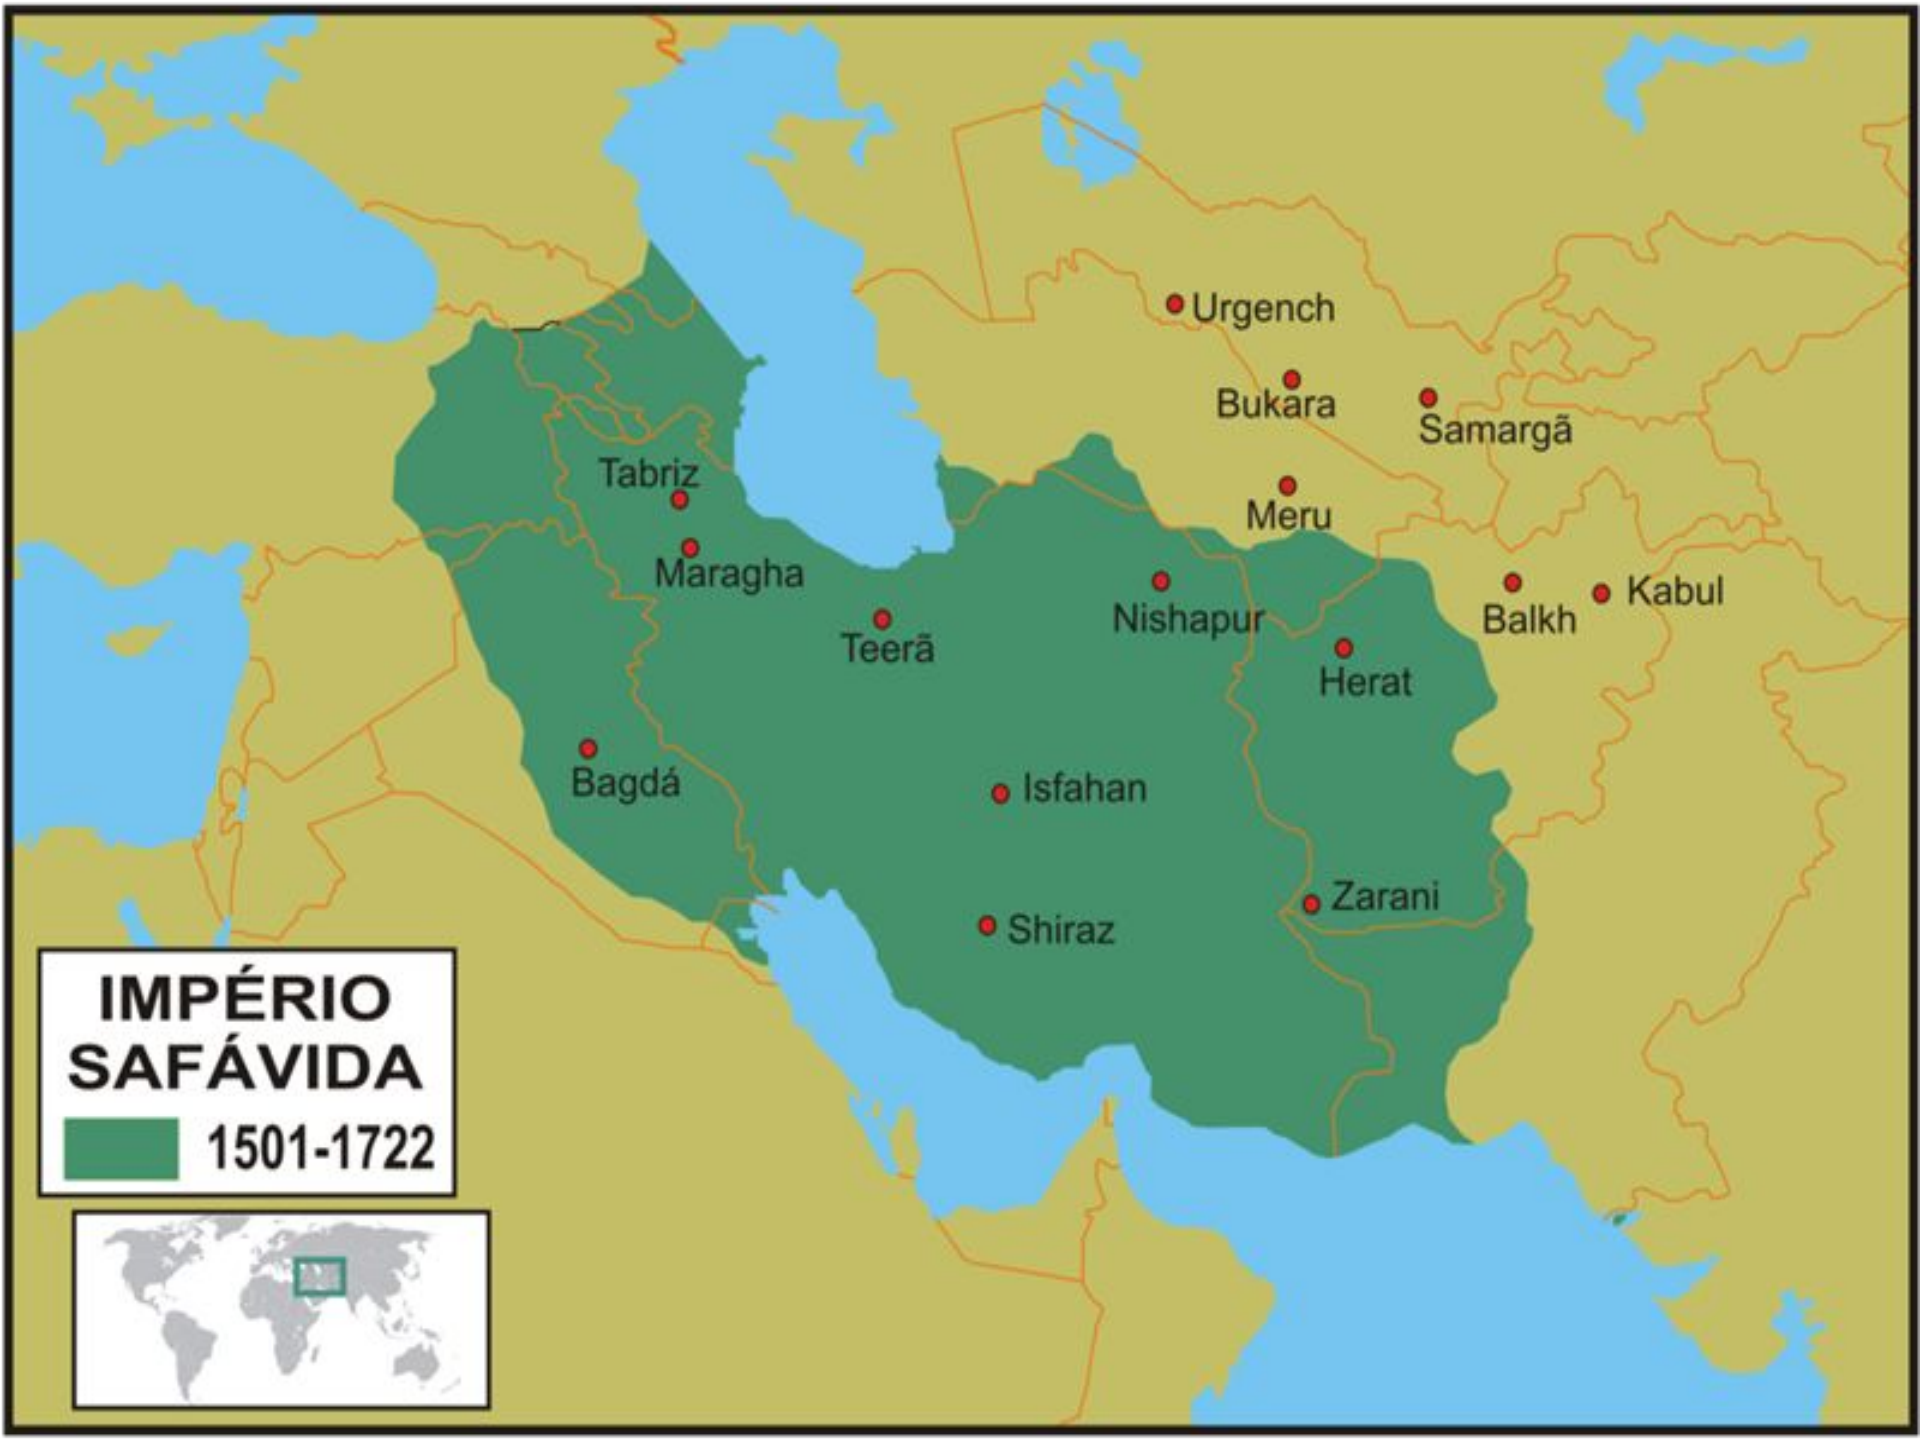 Urgench
Bukara
Samargã
Tabriz
Meru
Maragha
Nishapur
Balkh
Kabul
Teerã
Herat
Bagdá
Isfahan
Zarani
Shiraz
IMPÉRIO
SAFÁVIDA
1501-1722